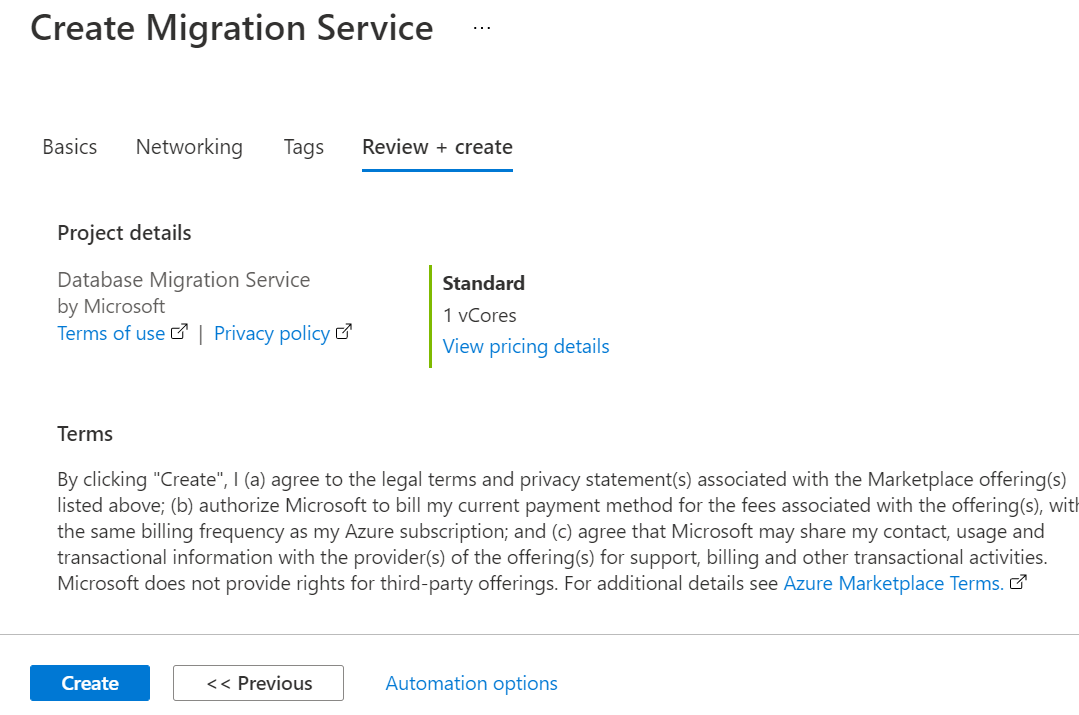 Create Migration Service ...
Basics Networking Tags Review + create
Project details
Database Migration Service
by Microsoft
Terms of use | Privacy policy
Standard
1 vCores
View pricing details
Terms
By clicking "Create", I (a) agree to the legal terms and privacy statement(s) associated with the Marketplace offering(s)
listed above; (b) authorize Microsoft to bill my current payment method for the fees associated with the offering(s), with
the same billing frequency as my Azure subscription; and (c) agree that Microsoft may share my contact, usage and
transactional information with the provider(s) of the offering(s) for support, billing and other transactional activities.
Microsoft does not provide rights for third-party offerings. For additional details see Azure Marketplace Terms.
Create << Previous Automation options